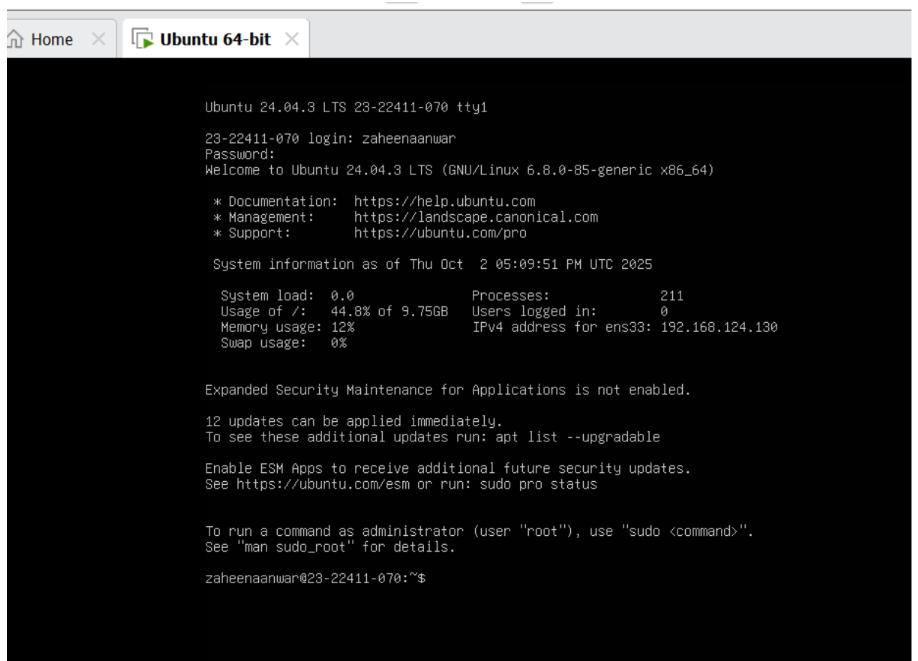 Home × Ubuntu 64-bit ×
Ubuntu 24.04.3 LTS 23-22411-070 tty1
23-22411-070 login: zaheenaanwar
Password:
Welcome to Ubuntu 24.04.3 LTS (GNU/Linux 6.8.0-85-generic x86_64)
* Documentation: https://help.ubuntu.com
* Management: https://landscape.canonical.com
* Support: https://ubuntu.com/pro
System information as of Thu Oct 2 05:09:51 PM UTC 2025
System load: 0.0 Processes: 211
Usage of /: 44.8% of 9.75GB Users logged in: 0
Memory usage: 12% IPv4 address for ens33: 192.168.124.130
Swap usage: 0%
Expanded Security Maintenance for Applications is not enabled.
12 updates can be applied immediately.
To see these additional updates run: apt list --upgradable
Enable ESM Apps to receive additional future security updates.
See https://ubuntu.com/esm or run: sudo pro status
To run a command as administrator (user "root"), use "sudo <command>".
See "man sudo_root" for details.
zaheenaanwar@23-22411-070:~$